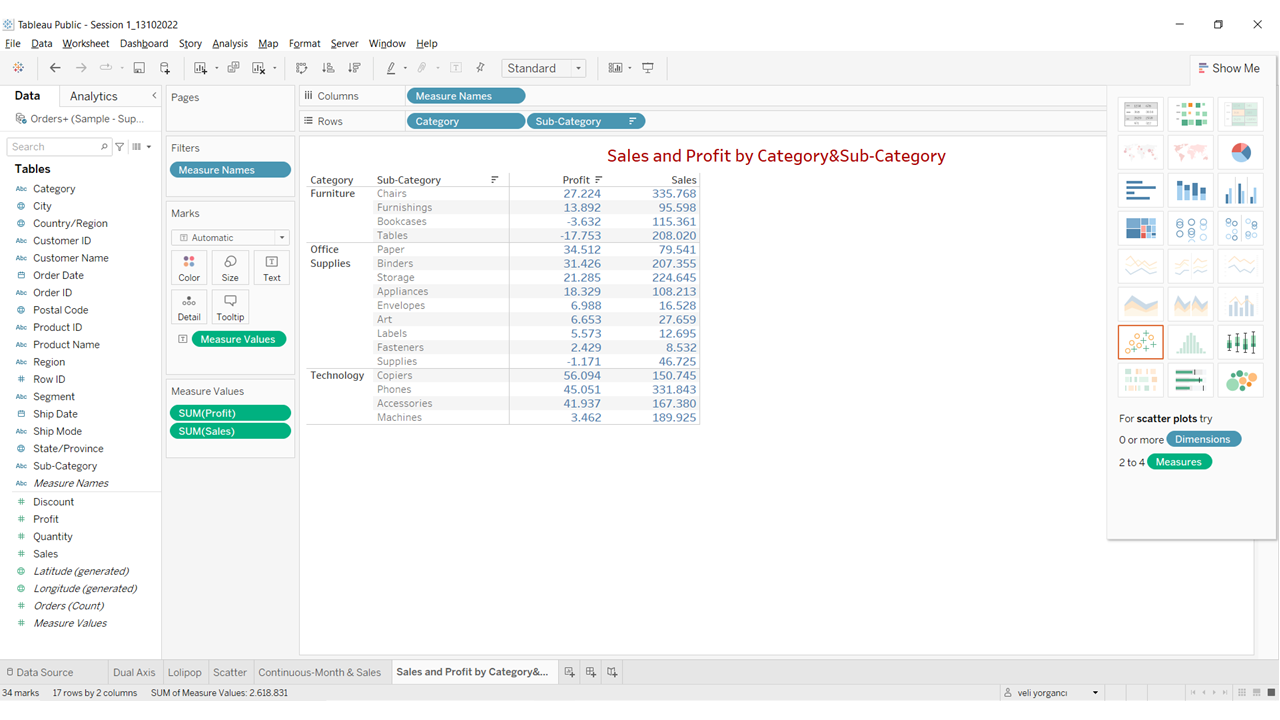 Tableau Public - Session 1_13102022
File Data Worksheet Dashboard Story Analysis Map Format Server Window Help
Standard
Show Me
Data Analytics
Orders+ (Sample - Sup...
Search
Tables
Abc Category
City
Country/Region
Abc Customer ID
Abc Customer Name
Order Date
Abc Order ID
Postal Code
Abc Product ID
Abc Product Name
Abc Region
# Row ID
Abc Segment
Ship Date
Abc Ship Mode
State/Province
Abc Sub-Category
Abc Measure Names
# Discount
# Profit
# Quantity
# Sales
Latitude (generated)
Longitude (generated)
# Orders (Count)
# Measure Values
Pages
Filters
Measure Names
Marks
Automatic
Color Size Text
Detail Tooltip
Measure Values
Measure Values
SUM(Profit)
SUM(Sales)
Columns Measure Names
Rows Category Sub-Category
Sales and Profit by Category&Sub-Category
Category Sub-Category Profit Sales
Furniture Chairs 27.224 335.768
Furnishings 13.892 95.598
Bookcases -3.632 115.361
Tables -17.753 208.020
Office Paper 34.512 79.541
Supplies Binders 31.426 207.355
Storage 21.285 224.645
Appliances 18.329 108.213
Envelopes 6.988 16.528
Art 6.653 27.659
Labels 5.573 12.695
Fasteners 2.429 8.532
Supplies -1.171 46.725
Technology Copiers 56.094 150.745
Phones 45.051 331.843
Accessories 41.937 167.380
Machines 3.462 189.925
For scatter plots try
0 or more Dimensions
2 to 4 Measures
Data Source Dual Axis Lolipop Scatter Continuous-Month & Sales Sales and Profit by Category&...
34 marks 17 rows by 2 columns SUM of Measure Values: 2.618.831
veli yorgancı